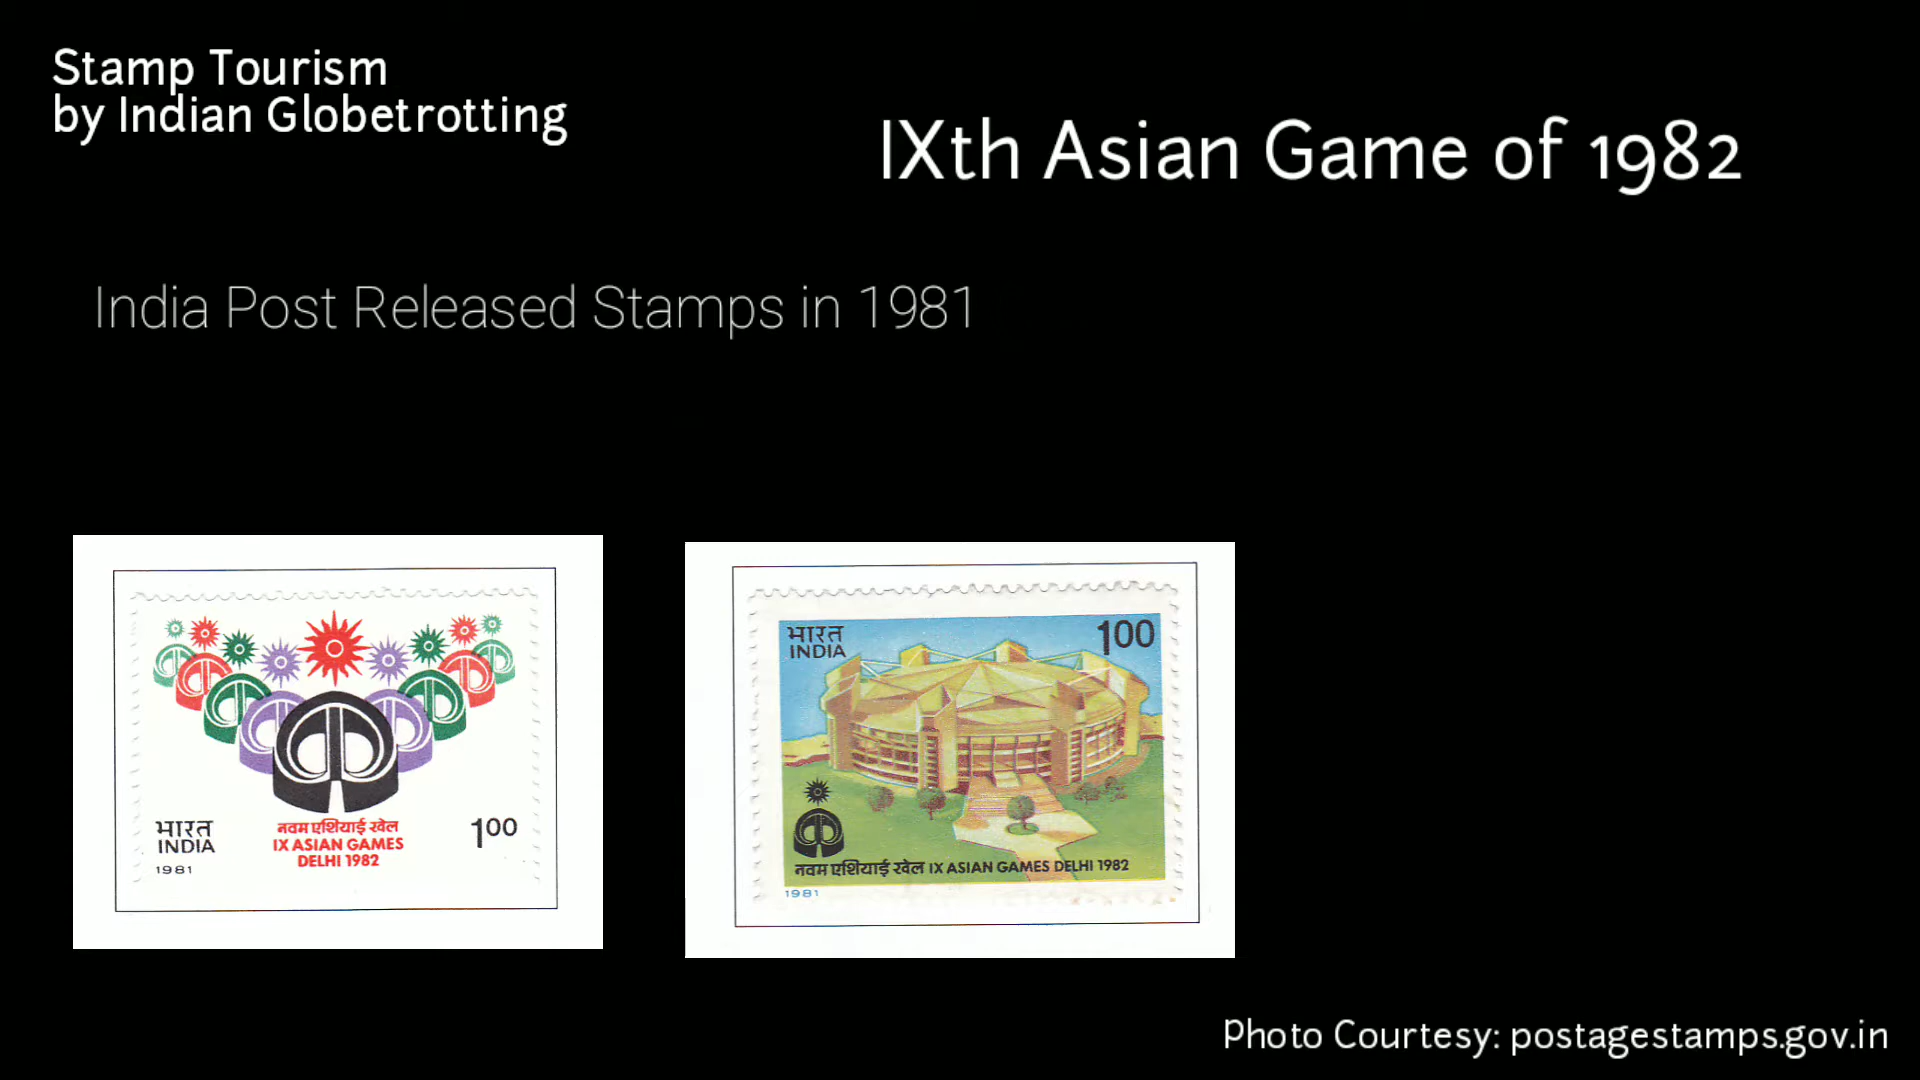 Stamp Tourism
by Indian Globetrotting
IXth Asian Game of 1982
India Post Released Stamps in 1981
भारत
INDIA
1981
नवम एशियाई खेल
IX ASIAN GAMES
DELHI 1982
100
भारत
INDIA
100
नवम एशियाई खेल IX ASIAN GAMES DELHI 1982
1981
Photo Courtesy: postagestamps.gov.in